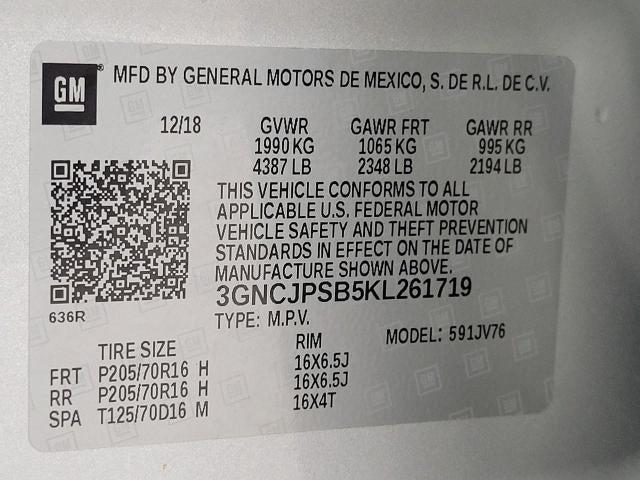 GM
MFD BY GENERAL MOTORS DE MEXICO, S. DE R.L. DE C.V.
12/18 GVWR GAWR FRT GAWR RR
1990 KG 1065 KG 995 KG
4387 LB 2348 LB 2194 LB
THIS VEHICLE CONFORMS TO ALL
APPLICABLE U.S. FEDERAL MOTOR
VEHICLE SAFETY AND THEFT PREVENTION
STANDARDS IN EFFECT ON THE DATE OF
MANUFACTURE SHOWN ABOVE.
3GNCJPSB5KL261719
636R
TYPE: M.P.V. MODEL: 591JV76
TIRE SIZE RIM
FRT P205/70R16 H 16X6.5J
RR P205/70R16 H 16X6.5J
SPA T125/70D16 M 16X4T